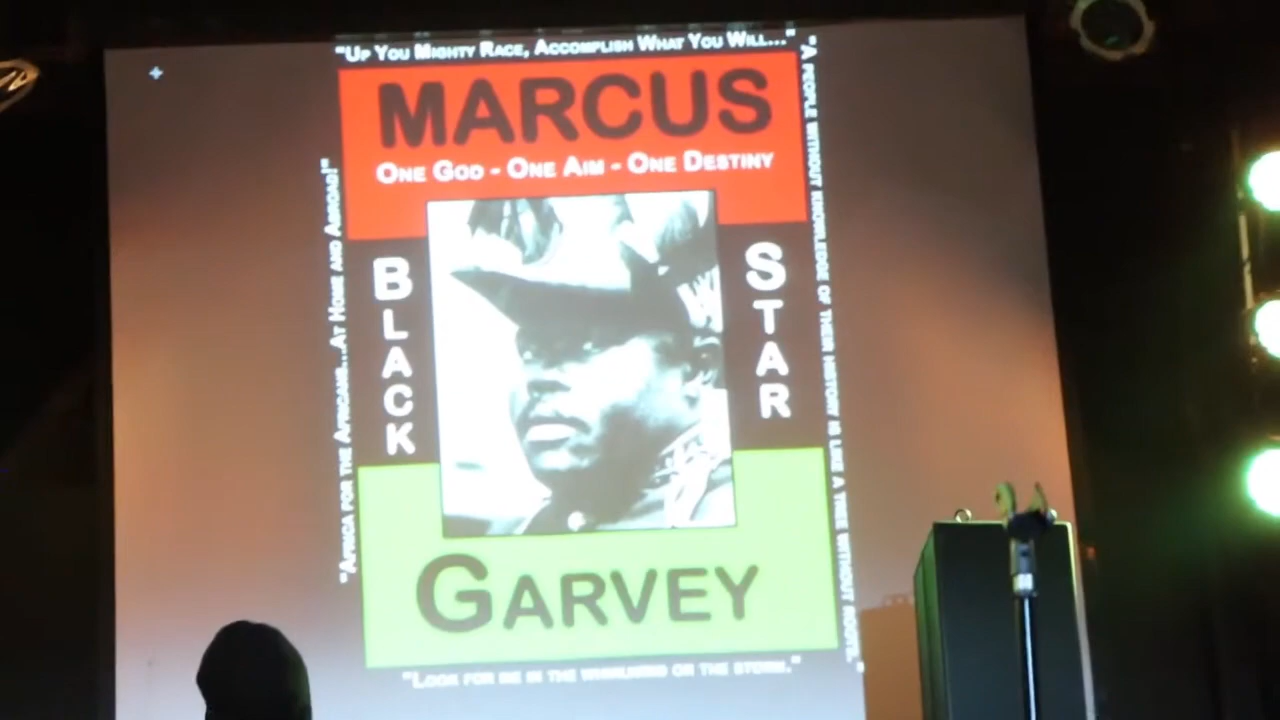 "Up You Mighty Race, Accomplish What You Will..."
MARCUS
One God - One Aim - One Destiny
"Africa for the Africans...At Home and Abroad!"
BLACK
STAR
"A people without knowledge of their history is like a tree without roots."
GARVEY
"Look for me in the whirlwind or the storm."